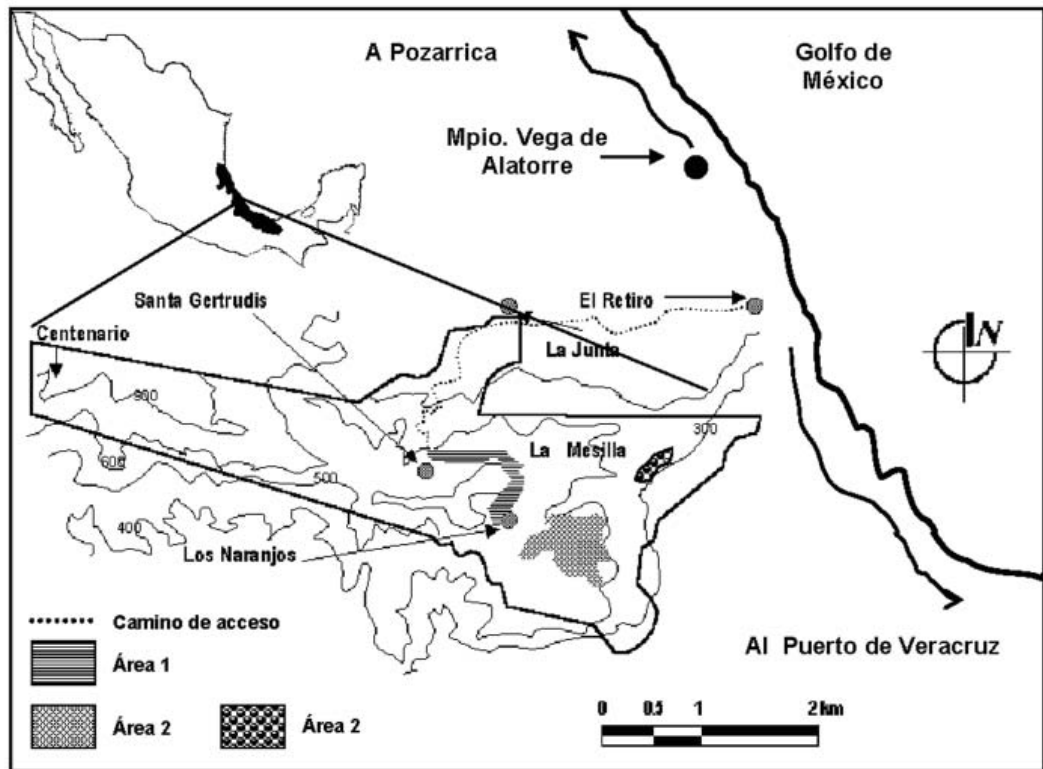 A Pozarrica
Golfo de
México
Mpio. Vega de
Alatorre
Santa Gertrudis
El Retiro
Centenario
La Junta
N
900
300
La Mesilla
600
500
400
Los Naranjos
Camino de acceso
Área 1
Al Puerto de Veracruz
Área 2
Área 2
0 0.5 1 2 km